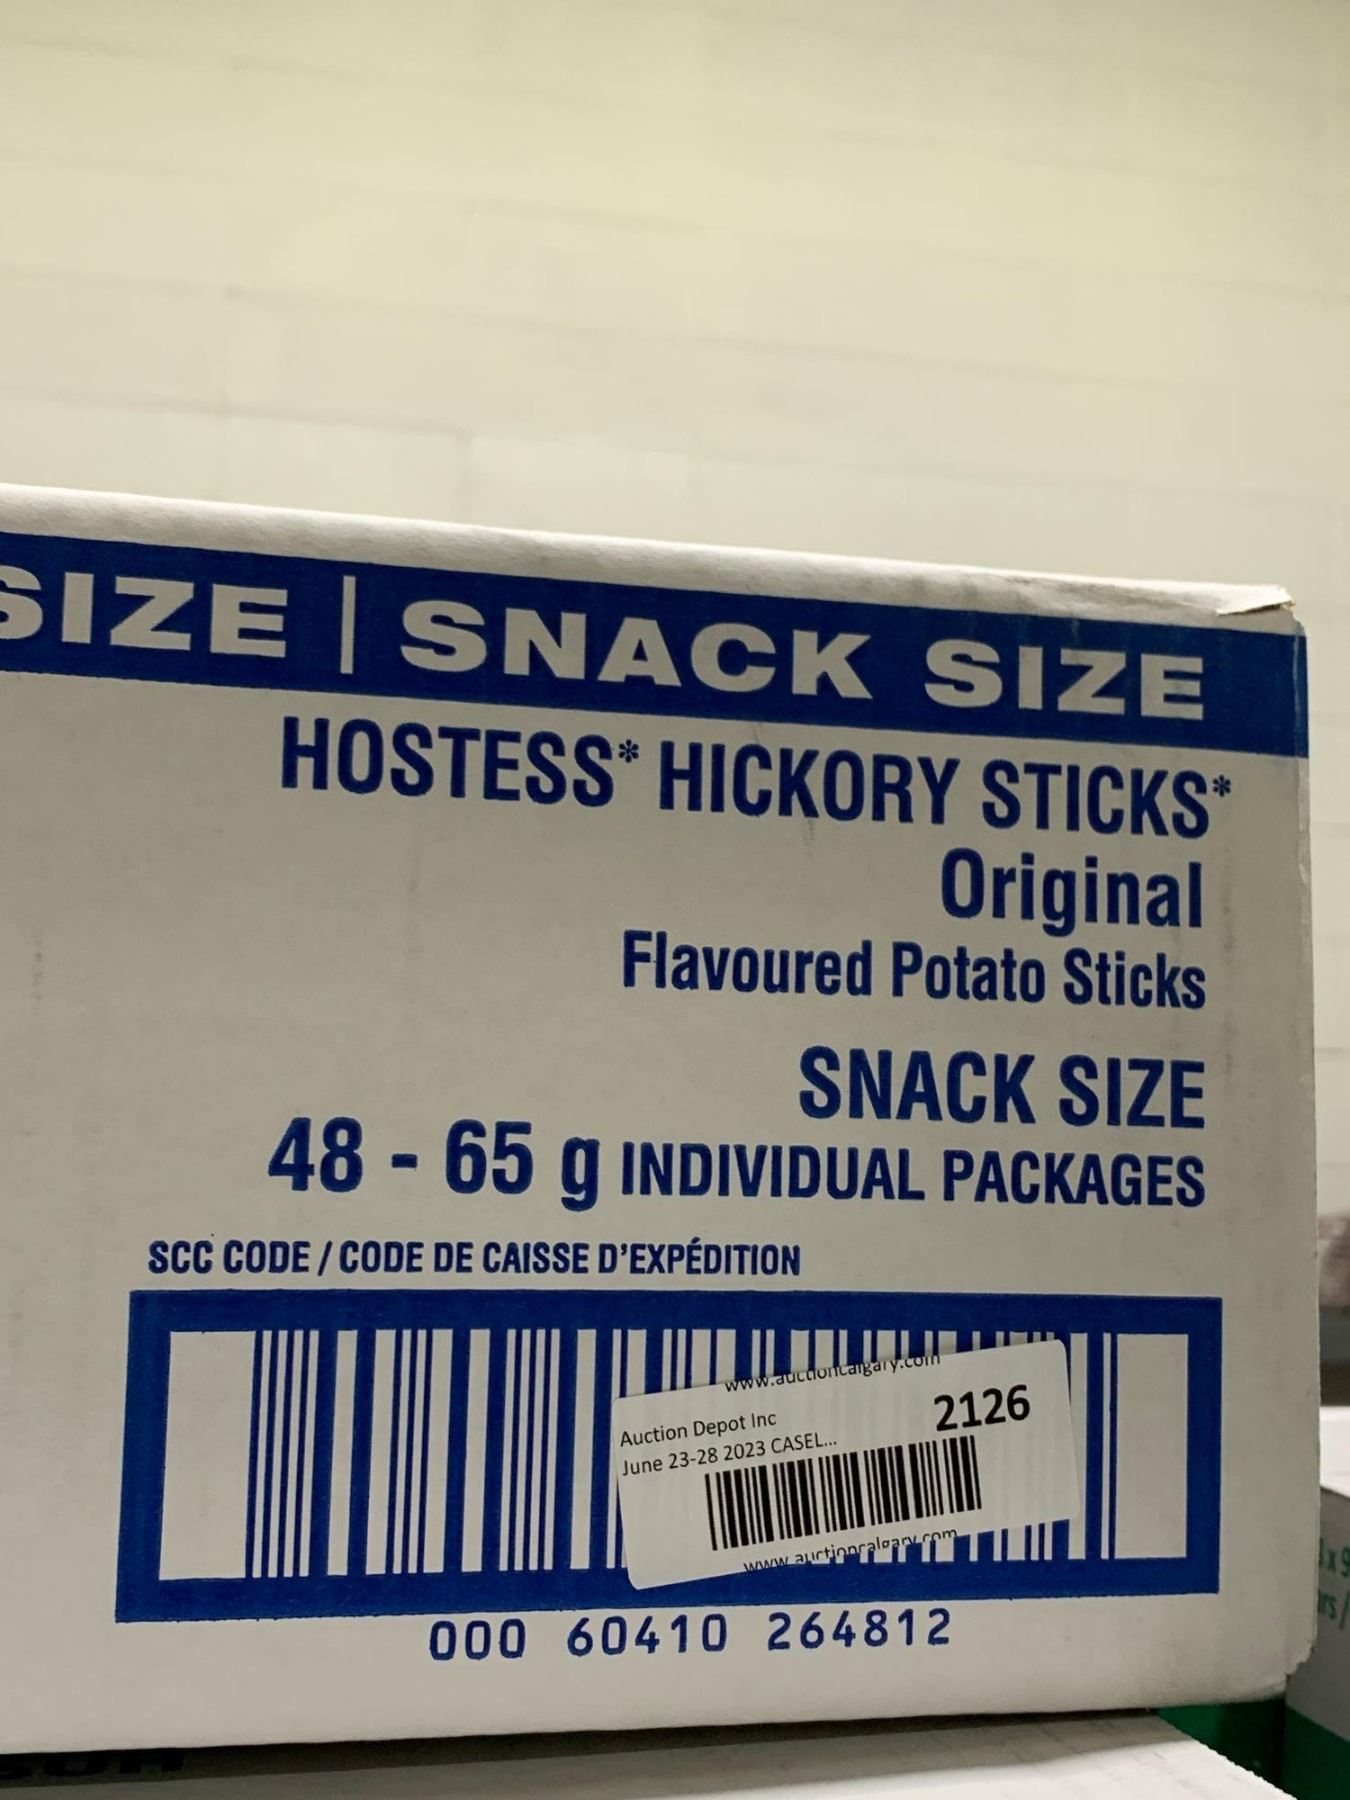 SIZE | SNACK SIZE
HOSTESS* HICKORY STICKS*
Original
Flavoured Potato Sticks
SNACK SIZE
48 - 65 g INDIVIDUAL PACKAGES
SCC CODE / CODE DE CAISSE D'EXPÉDITION
www.auctioncalgary.com
2126
Auction Depot Inc
June 23-28 2023 CASEL...
www.auctioncalgary.com
000 60410 264812